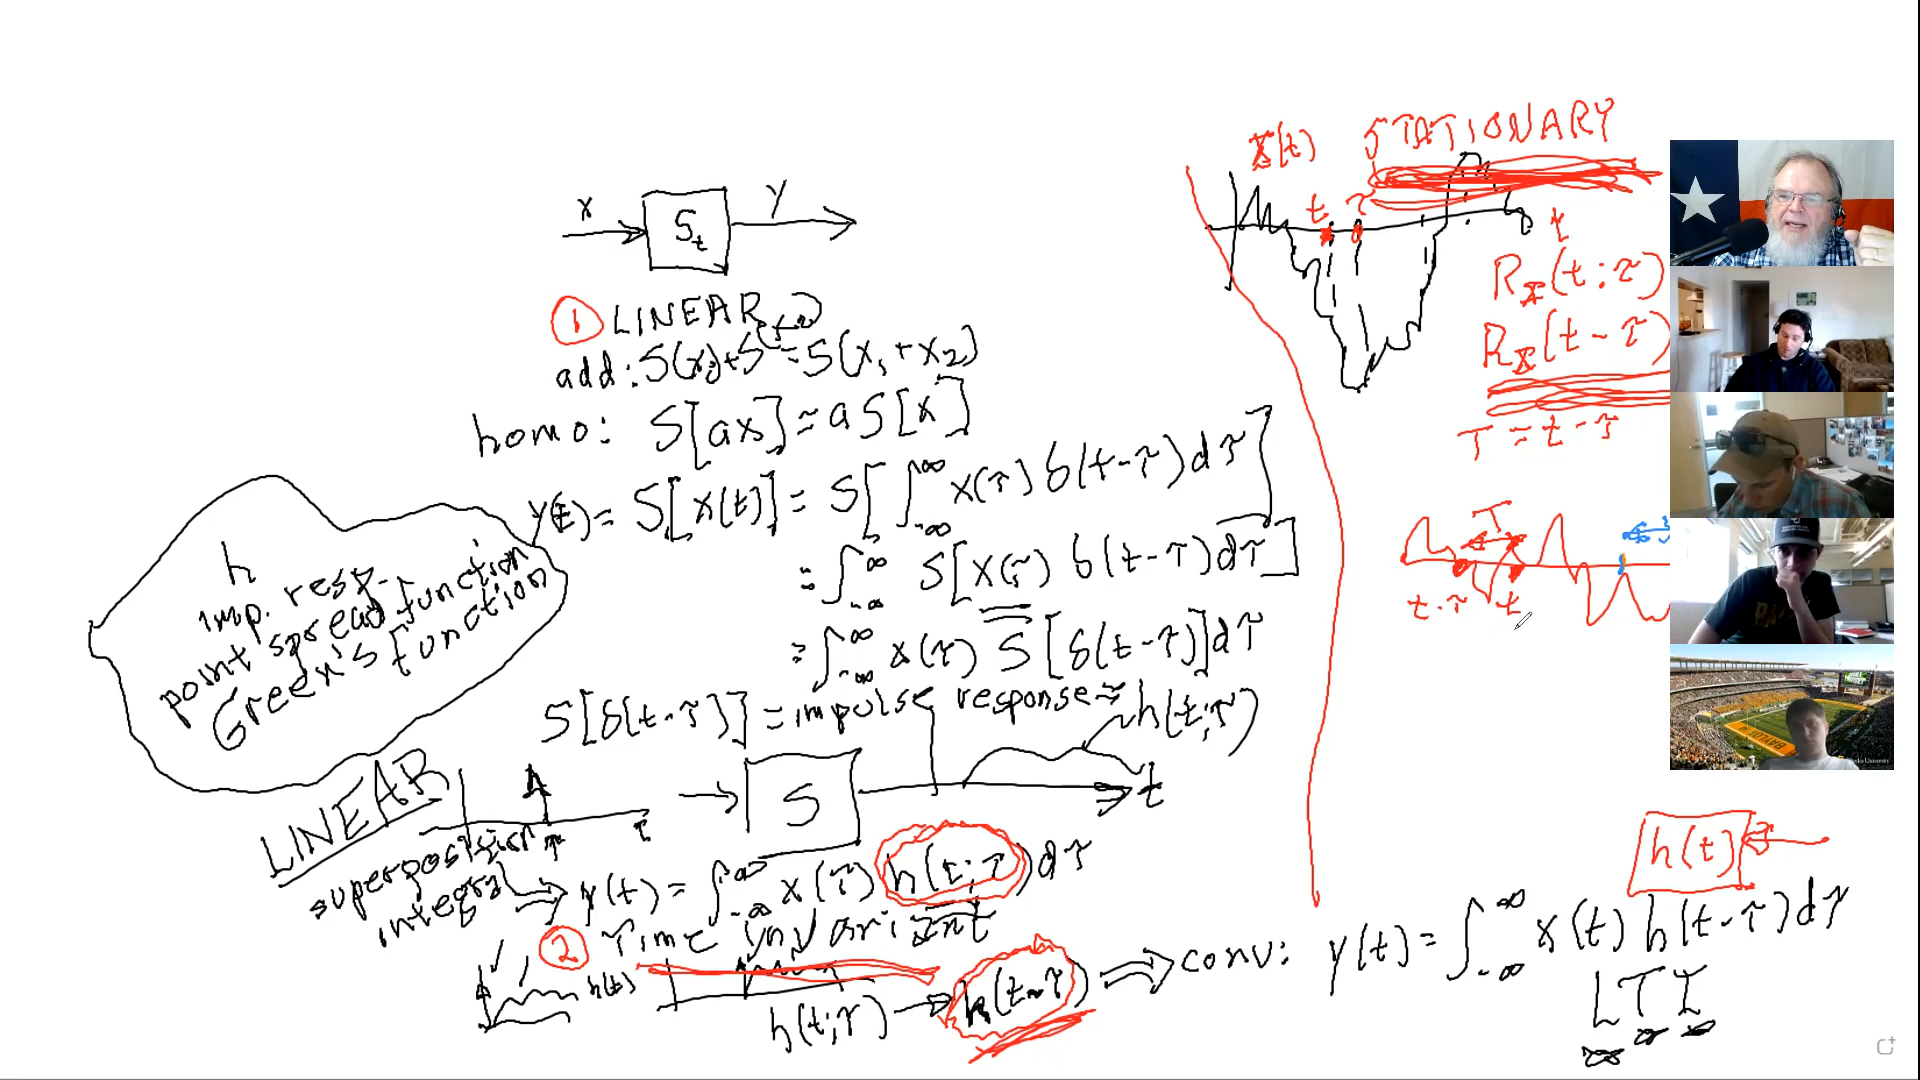 x
S_t
y
① LINEAR
add: S(x₁)+S(x₂)=S(x₁+x₂)
homo: S[ax]=aS[x]
y(t)=S[x(t)]=S[∫_{-∞}^{∞} x(τ) δ(t-τ)dτ]
=∫_{-∞}^{∞} S[x(τ) δ(t-τ)dτ]
=∫_{-∞}^{∞} x(τ) S[δ(t-τ)]dτ
S[δ(t-τ)]=impulse response=h(t;τ)
h
imp. resp.
point spread function
Green's function
LINEAR
τ
t
S
t
superposition
integral
y(t)=∫_{-∞}^{∞} x(τ) h(t;τ)dτ
② Time invariant
h(t)
h(t;τ) → h(t-τ) ⇒ conv: y(t)=∫_{-∞}^{∞} x(t) h(t-τ)dτ
h(t)
LTI
X(t) STATIONARY
t τ
t
R_X(t;τ)
R_X(t-τ)
T=t-τ
T
t-τ t
BAYLOR